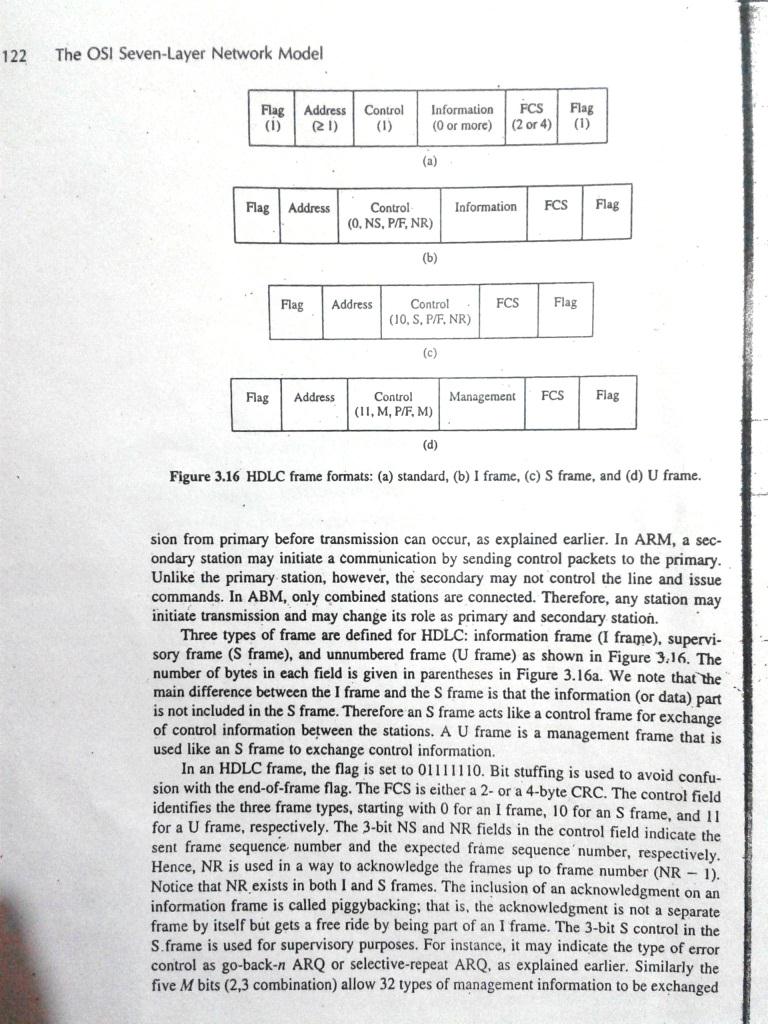 122 The OSI Seven-Layer Network Model
Flag Address Control Information FCS Flag
(1) (≥ 1) (1) (0 or more) (2 or 4) (1)
(a)
Flag Address Control Information FCS Flag
(0, NS, P/F, NR)
(b)
Flag Address Control FCS Flag
(10, S, P/F, NR)
(c)
Flag Address Control Management FCS Flag
(11, M, P/F, M)
(d)
Figure 3.16 HDLC frame formats: (a) standard, (b) I frame, (c) S frame, and (d) U frame.
sion from primary before transmission can occur, as explained earlier. In ARM, a sec-
ondary station may initiate a communication by sending control packets to the primary.
Unlike the primary station, however, the secondary may not control the line and issue
commands. In ABM, only combined stations are connected. Therefore, any station may
initiate transmission and may change its role as primary and secondary station.
Three types of frame are defined for HDLC: information frame (I frame), supervi-
sory frame (S frame), and unnumbered frame (U frame) as shown in Figure 3.16. The
number of bytes in each field is given in parentheses in Figure 3.16a. We note that the
main difference between the I frame and the S frame is that the information (or data) part
is not included in the S frame. Therefore an S frame acts like a control frame for exchange
of control information between the stations. A U frame is a management frame that is
used like an S frame to exchange control information.
In an HDLC frame, the flag is set to 01111110. Bit stuffing is used to avoid confu-
sion with the end-of-frame flag. The FCS is either a 2- or a 4-byte CRC. The control field
identifies the three frame types, starting with 0 for an I frame, 10 for an S frame, and 11
for a U frame, respectively. The 3-bit NS and NR fields in the control field indicate the
sent frame sequence number and the expected frame sequence number, respectively.
Hence, NR is used in a way to acknowledge the frames up to frame number (NR − 1).
Notice that NR exists in both I and S frames. The inclusion of an acknowledgment on an
information frame is called piggybacking; that is, the acknowledgment is not a separate
frame by itself but gets a free ride by being part of an I frame. The 3-bit S control in the
S frame is used for supervisory purposes. For instance, it may indicate the type of error
control as go-back-n ARQ or selective-repeat ARQ, as explained earlier. Similarly the
five M bits (2,3 combination) allow 32 types of management information to be exchanged